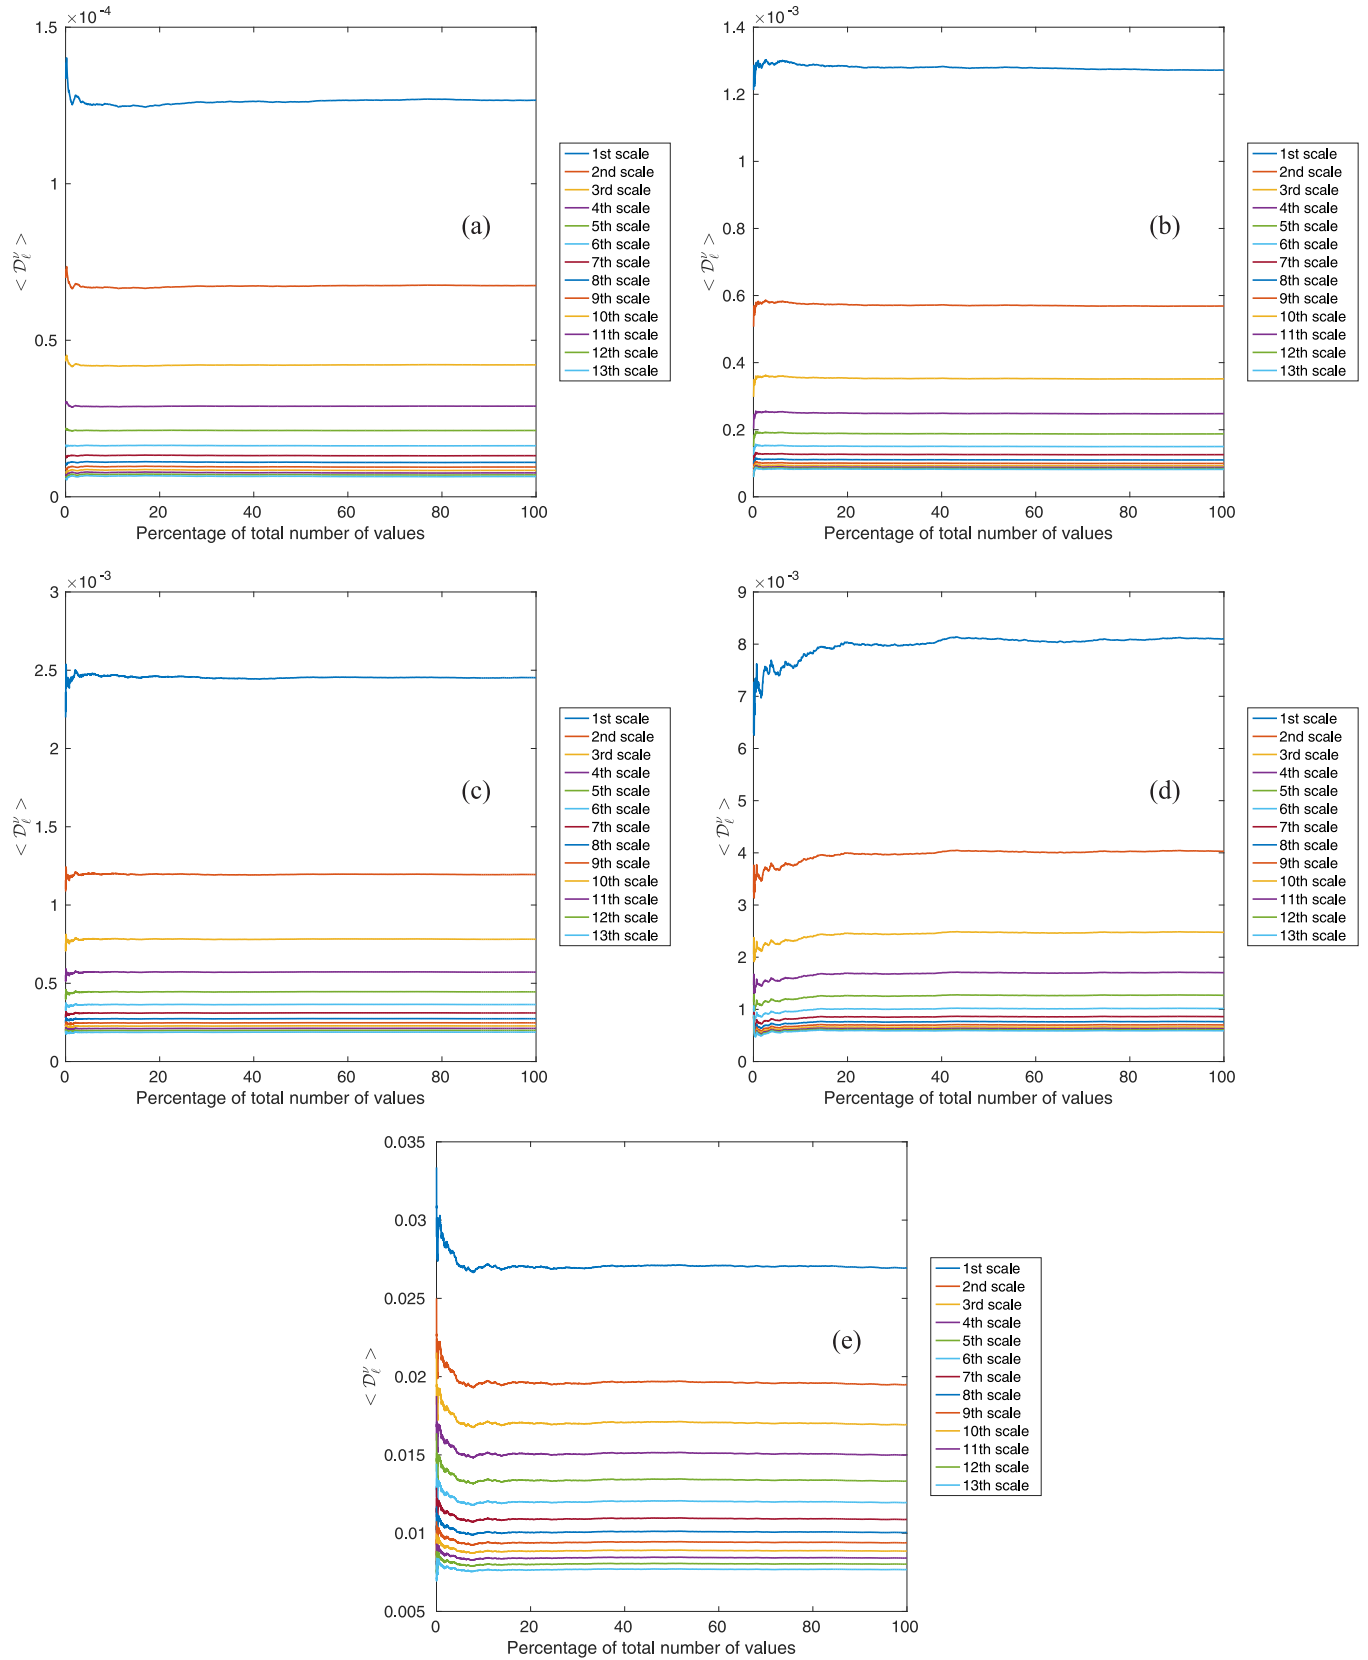 ×10 -4
1.5
1
0.5
0
< 𝒟_ℓ^ν >
(a)
1st scale
2nd scale
3rd scale
4th scale
5th scale
6th scale
7th scale
8th scale
9th scale
10th scale
11th scale
12th scale
13th scale
0 20 40 60 80 100
Percentage of total number of values
×10 -3
1.4
1.2
1
0.8
0.6
0.4
0.2
0
< 𝒟_ℓ^ν >
(b)
1st scale
2nd scale
3rd scale
4th scale
5th scale
6th scale
7th scale
8th scale
9th scale
10th scale
11th scale
12th scale
13th scale
0 20 40 60 80 100
Percentage of total number of values
×10 -3
3
2.5
2
1.5
1
0.5
0
< 𝒟_ℓ^ν >
(c)
1st scale
2nd scale
3rd scale
4th scale
5th scale
6th scale
7th scale
8th scale
9th scale
10th scale
11th scale
12th scale
13th scale
0 20 40 60 80 100
Percentage of total number of values
×10 -3
9
8
7
6
5
4
3
2
1
0
< 𝒟_ℓ^ν >
(d)
1st scale
2nd scale
3rd scale
4th scale
5th scale
6th scale
7th scale
8th scale
9th scale
10th scale
11th scale
12th scale
13th scale
0 20 40 60 80 100
Percentage of total number of values
0.035
0.03
0.025
0.02
0.015
0.01
0.005
< 𝒟_ℓ^ν >
(e)
1st scale
2nd scale
3rd scale
4th scale
5th scale
6th scale
7th scale
8th scale
9th scale
10th scale
11th scale
12th scale
13th scale
0 20 40 60 80 100
Percentage of total number of values